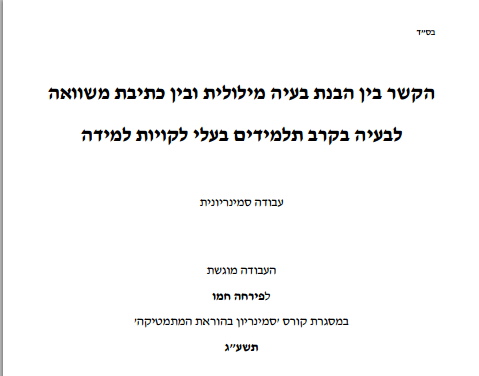 בס״ד
הקשר בין הבנת בעיה מילולית ובין כתיבת משוואה
לבעיה בקרב תלמידים בעלי לקויות למידה
עבודה סמינריונית
העבודה מוגשת
לפירחה חמו
במסגרת קורס 'סמינריון בהוראת המתמטיקה'
תשע״ג